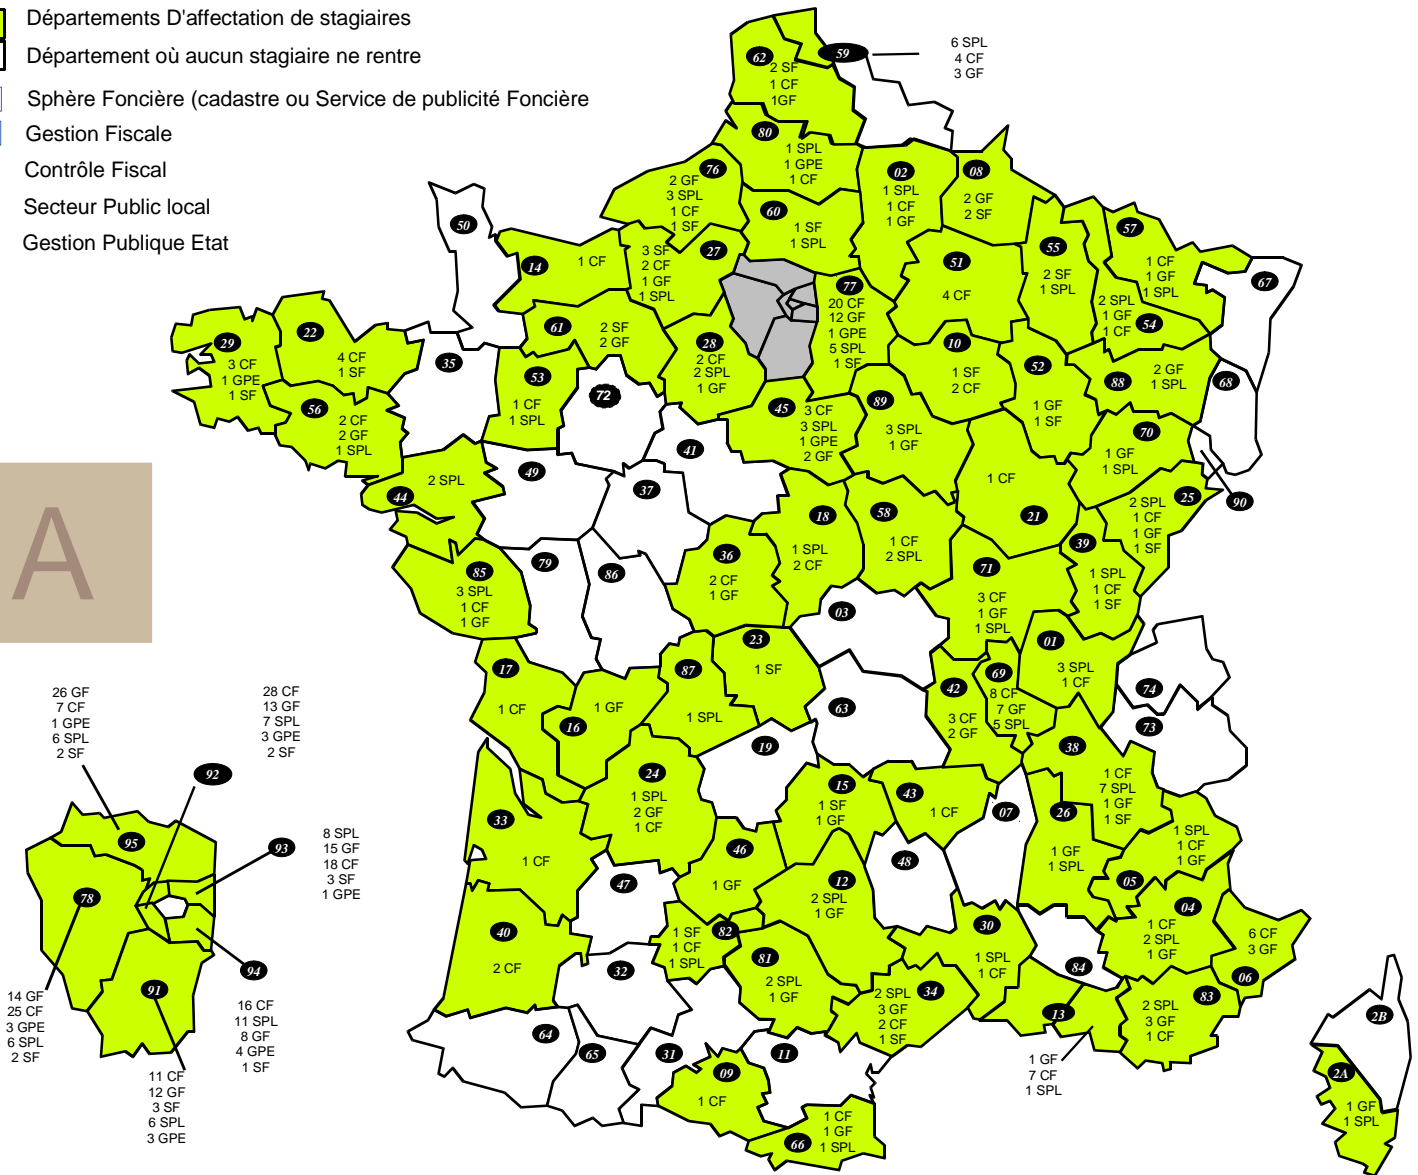 Départements D'affectation de stagiaires
Département où aucun stagiaire ne rentre
Sphère Foncière (cadastre ou Service de publicité Foncière
Gestion Fiscale
Contrôle Fiscal
Secteur Public local
Gestion Publique Etat
59
6 SPL
4 CF
3 GF
62
2 SF
1 CF
1GF
80
1 SPL
1 GPE
1 CF
76
2 GF
3 SPL
1 CF
1 SF
02
1 SPL
1 CF
1 GF
08
2 GF
2 SF
60
1 SF
1 SPL
50
14
1 CF
27
3 SF
2 CF
1 GF
1 SPL
51
4 CF
55
2 SF
1 SPL
57
1 CF
1 GF
1 SPL
67
54
2 SPL
1 GF
1 CF
77
20 CF
12 GF
1 GPE
5 SPL
1 SF
29
3 CF
1 GPE
1 SF
22
4 CF
1 SF
61
2 SF
2 GF
28
2 CF
2 SPL
1 GF
10
1 SF
2 CF
52
1 GF
1 SF
88
2 GF
1 SPL
68
35
53
1 CF
1 SPL
72
56
2 CF
2 GF
1 SPL
45
3 CF
3 SPL
1 GPE
2 GF
89
3 SPL
1 GF
70
1 GF
1 SPL
90
41
49
37
44
2 SPL
21
1 CF
25
2 SPL
1 CF
1 GF
1 SF
18
1 SPL
2 CF
58
1 CF
2 SPL
39
1 SPL
1 CF
1 SF
A
36
2 CF
1 GF
79
86
85
3 SPL
1 CF
1 GF
71
3 CF
1 GF
1 SPL
03
23
1 SF
01
3 SPL
1 CF
74
17
1 CF
16
1 GF
87
1 SPL
63
42
3 CF
2 GF
69
8 CF
7 GF
5 SPL
73
38
1 CF
7 SPL
1 GF
1 SF
19
24
1 SPL
2 GF
1 CF
15
1 SF
1 GF
43
1 CF
07
26
1 GF
1 SPL
05
1 SPL
1 CF
1 GF
33
1 CF
46
1 GF
47
48
12
2 SPL
1 GF
04
1 CF
2 SPL
1 GF
06
6 CF
3 GF
40
2 CF
82
1 SF
1 CF
1 SPL
30
1 SPL
1 CF
84
32
81
2 SPL
1 GF
34
2 SPL
3 GF
2 CF
1 SF
13
1 GF
7 CF
1 SPL
83
2 SPL
3 GF
1 CF
64
65
31
11
09
1 CF
66
1 CF
1 GF
1 SPL
2B
2A
1 GF
1 SPL
26 GF
7 CF
1 GPE
6 SPL
2 SF
95
28 CF
13 GF
7 SPL
3 GPE
2 SF
92
93
8 SPL
15 GF
18 CF
3 SF
1 GPE
78
14 GF
25 CF
3 GPE
6 SPL
2 SF
91
11 CF
12 GF
3 SF
6 SPL
3 GPE
94
16 CF
11 SPL
8 GF
4 GPE
1 SF